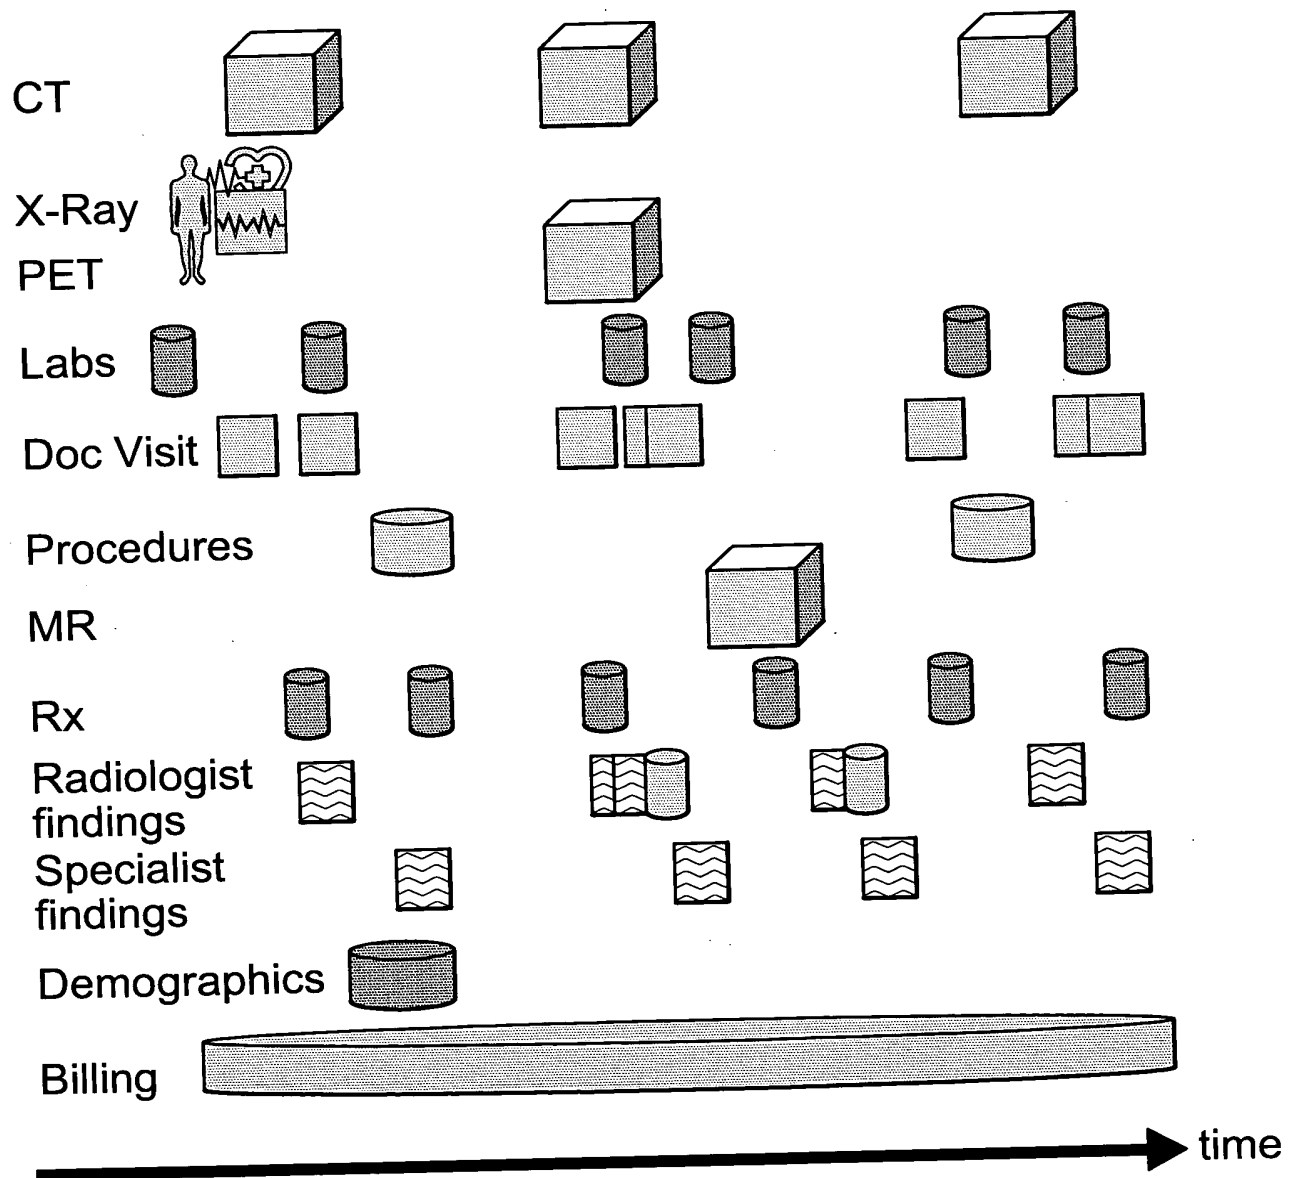 CT
X-Ray
PET
Labs
Doc Visit
Procedures
MR
Rx
Radiologist
findings
Specialist
findings
Demographics
Billing
time